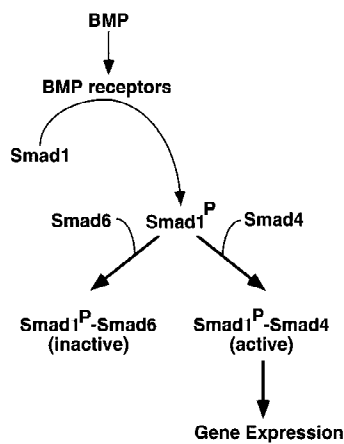 BMP
BMP receptors
Smad1
Smad6 Smad1P Smad4
Smad1P-Smad6 Smad1P-Smad4
(inactive) (active)
Gene Expression